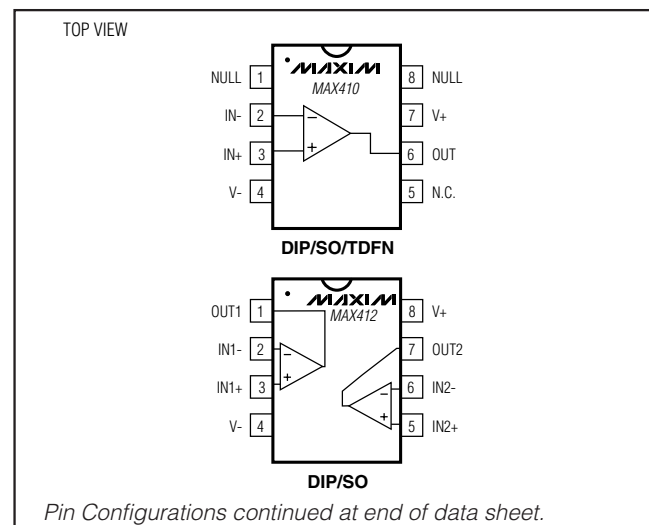 TOP VIEW
MAXIM
MAX410
NULL 1
8 NULL
IN- 2
7 V+
IN+ 3
6 OUT
V- 4
5 N.C.
−
+
DIP/SO/TDFN
MAXIM
MAX412
OUT1 1
8 V+
IN1- 2
7 OUT2
IN1+ 3
6 IN2-
V- 4
5 IN2+
−
+
−
+
DIP/SO
Pin Configurations continued at end of data sheet.